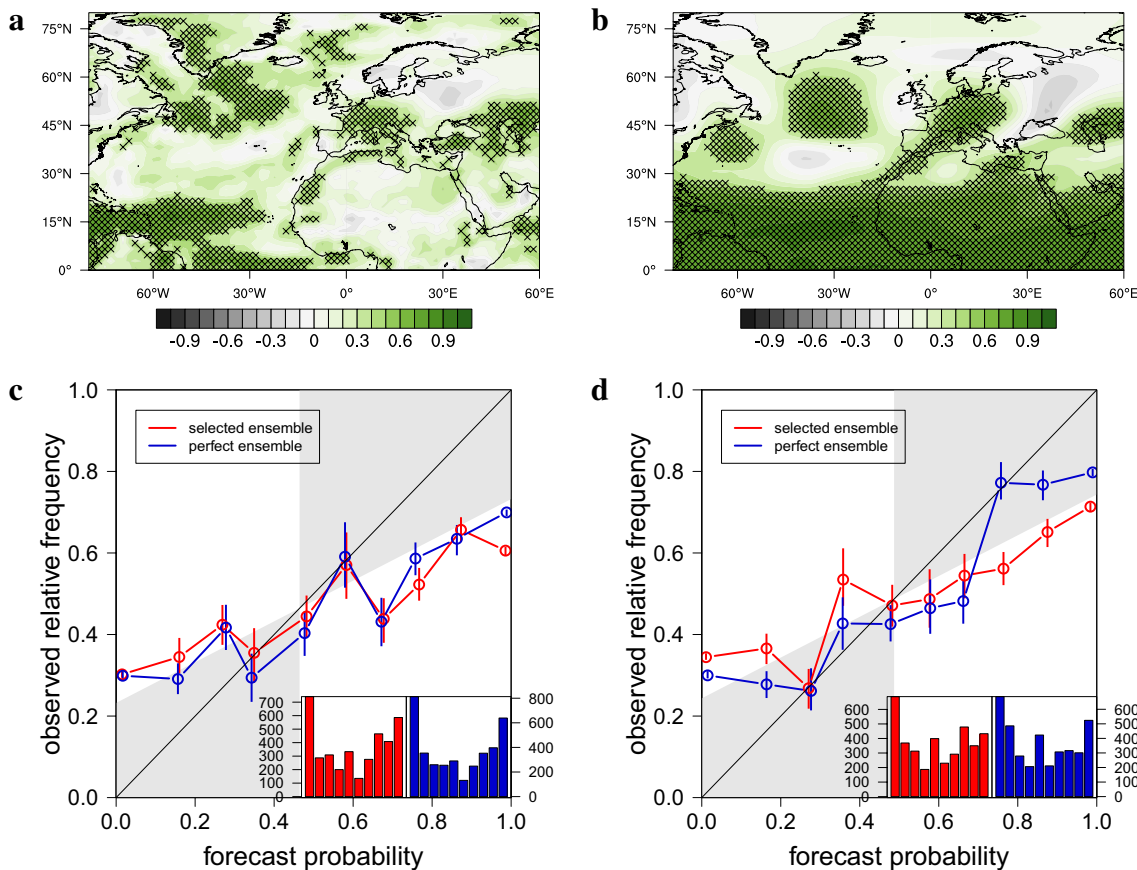 a
75°N
60°N
45°N
30°N
15°N
0°
60°W
30°W
0°
30°E
60°E
-0.9
-0.6
-0.3
0
0.3
0.6
0.9
b
75°N
60°N
45°N
30°N
15°N
0°
60°W
30°W
0°
30°E
60°E
-0.9
-0.6
-0.3
0
0.3
0.6
0.9
c
observed relative frequency
1.0
0.8
0.6
0.4
0.2
0.0
selected ensemble
perfect ensemble
700
600
500
400
300
200
100
0
800
600
400
200
0
0.0
0.2
0.4
0.6
0.8
1.0
forecast probability
d
observed relative frequency
1.0
0.8
0.6
0.4
0.2
0.0
selected ensemble
perfect ensemble
600
500
400
300
200
100
0
600
500
400
300
200
100
0
0.0
0.2
0.4
0.6
0.8
1.0
forecast probability